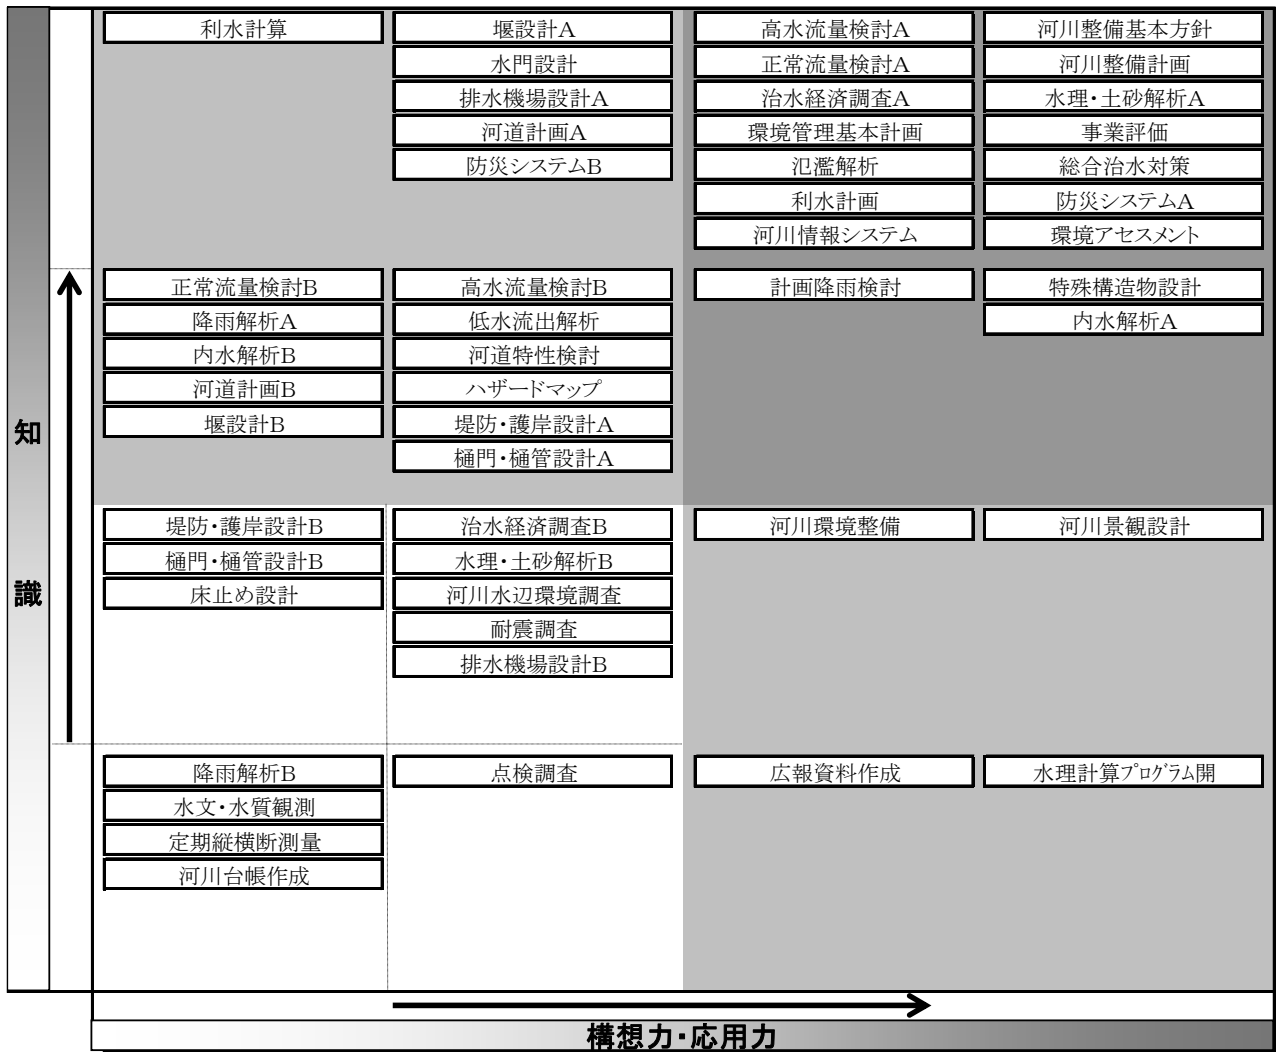 利水計算
堰設計A
高水流量検討A
河川整備基本方針
水門設計
正常流量検討A
河川整備計画
排水機場設計A
治水経済調査A
水理・土砂解析A
河道計画A
環境管理基本計画
事業評価
防災システムB
氾濫解析
総合治水対策
利水計画
防災システムA
河川情報システム
環境アセスメント
正常流量検討B
高水流量検討B
計画降雨検討
特殊構造物設計
降雨解析A
低水流出解析
内水解析A
内水解析B
河道特性検討
河道計画B
ハザードマップ
堰設計B
堤防・護岸設計A
樋門・樋管設計A
知
識
堤防・護岸設計B
治水経済調査B
河川環境整備
河川景観設計
樋門・樋管設計B
水理・土砂解析B
床止め設計
河川水辺環境調査
耐震調査
排水機場設計B
降雨解析B
点検調査
広報資料作成
水理計算プログラム開
水文・水質観測
定期縦横断測量
河川台帳作成
構想力・応用力